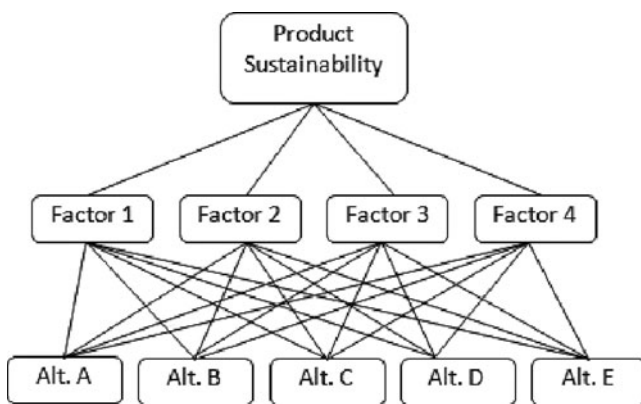 Product
Sustainability
Factor 1
Factor 2
Factor 3
Factor 4
Alt. A
Alt. B
Alt. C
Alt. D
Alt. E